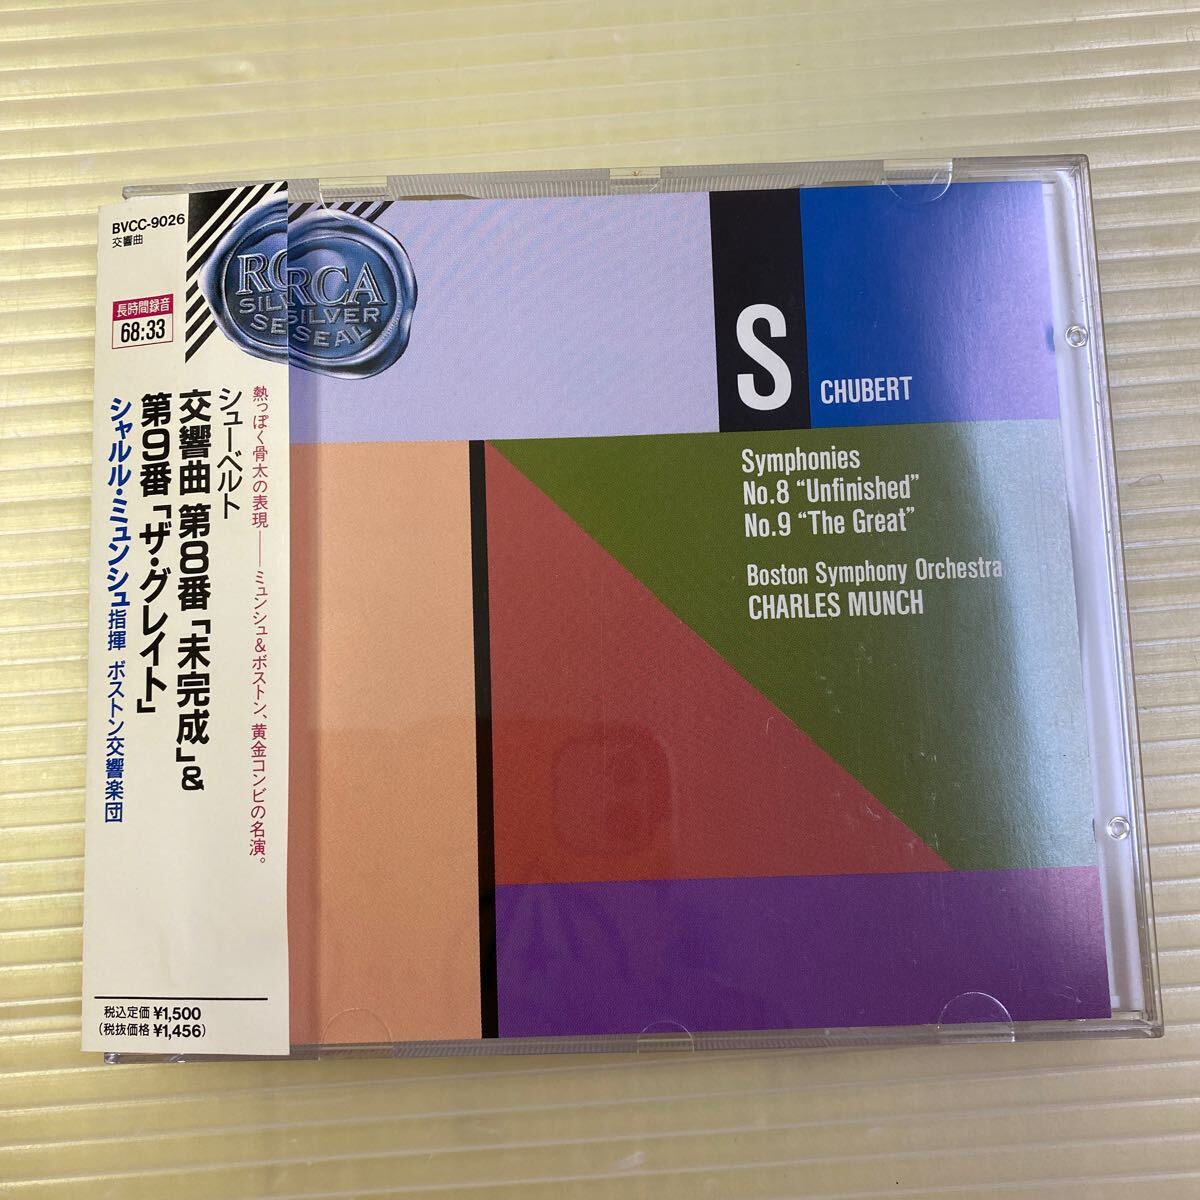 BVCC-9026
交響曲
長時間録音
68:33
熱っぽく骨太の表現──ミュンシュ&ボストン、黄金コンビの名演。
シューベルト
交響曲 第8番「未完成」&
第9番「ザ・グレイト」
シャルル・ミュンシュ指揮 ボストン交響楽団
税込定価 ¥1,500
(税抜価格 ¥1,456)
RCA
SILVER
SEAL
SCHUBERT
Symphonies
No.8 “Unfinished”
No.9 “The Great”
Boston Symphony Orchestra
CHARLES MUNCH